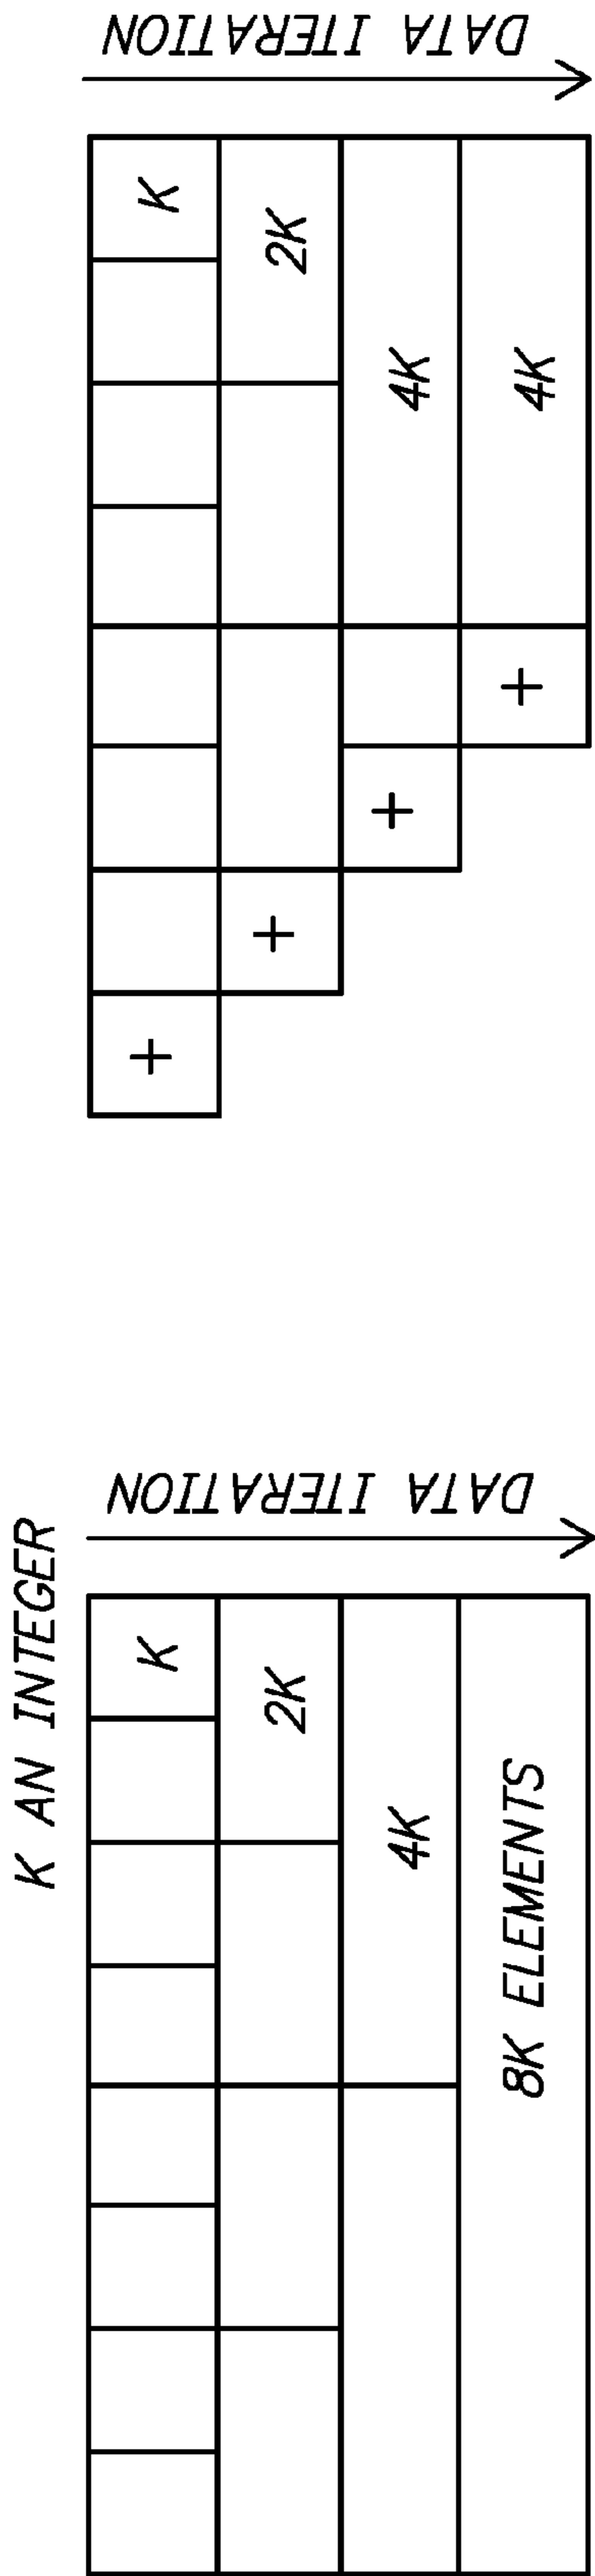 K AN INTEGER
K
2K
4K
8K ELEMENTS
DATA ITERATION
+
+
+
+
K
2K
4K
4K
DATA ITERATION